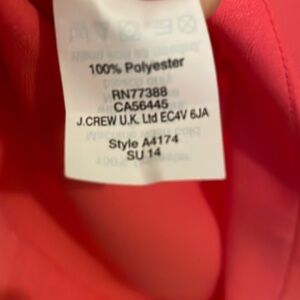 100% Polyester
RN77388
CA56445
J.CREW U.K. Ltd EC4V 6JA
Style A4174
SU 14